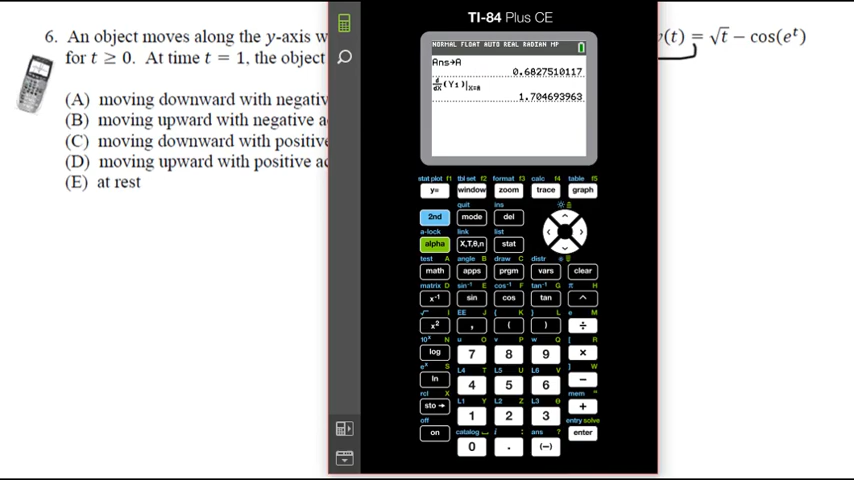 TI-84 Plus CE
6. An object moves along the y-axis w
(t) = √t − cos(eᵗ)
for t ≥ 0. At time t = 1, the object
(A) moving downward with negativ
(B) moving upward with negative a
(C) moving downward with positive
(D) moving upward with positive ac
(E) at rest
NORMAL FLOAT AUTO REAL RADIAN MP
Ans→A
0.6827510117
d/dX(Y₁)|X=A
1.704693963
stat plot f1 tbl set f2 format f3 calc f4 table f5
y= window zoom trace graph
quit ins
2nd mode del
a-lock link list
alpha X,T,θ,n stat
test A angle B draw C distr
math apps prgm vars clear
matrix D sin⁻¹ E cos⁻¹ F tan⁻¹ G π H
x⁻¹ sin cos tan ^
√ I EE J { K } L e M
x² , ( ) ÷
10ˣ N u O v P w Q [ R
log 7 8 9 ×
eˣ S L4 T L5 U L6 V ] W
ln 4 5 6 −
rcl X L1 Y L2 Z L3 θ mem "
sto→ 1 2 3 +
off catalog i : ans ? entry solve
on 0 . (−) enter